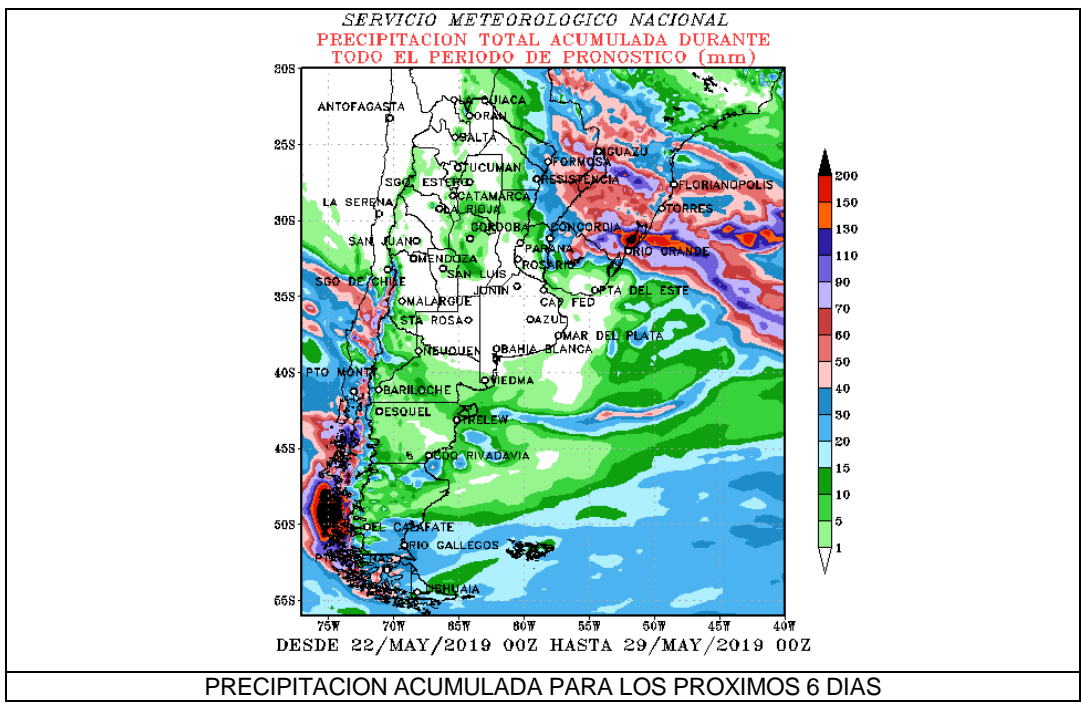 SERVICIO METEOROLOGICO NACIONAL
PRECIPITACION TOTAL ACUMULADA DURANTE
TODO EL PERIODO DE PRONOSTICO (mm)
20S
ANTOFAGASTA
LA QUIACA
ORAN
SALTA
25S
IGUAZU
TUCUMAN
FORMOSA
SGO ESTERO
RESISTENCIA
FLORIANOPOLIS
CATAMARCA
LA SERENA
LA RIOJA
TORRES
30S
CORDOBA
CONCORDIA
SAN JUAN
PARANA
RIO GRANDE
MENDOZA
ROSARIO
SAN LUIS
SGO DE CHILE
JUNIN
PTA DEL ESTE
35S
MALARGUE
CAP FED
STA ROSA
AZUL
MAR DEL PLATA
NEUQUEN
BAHIA BLANCA
40S
PTO MONTT
VIEDMA
BARILOCHE
ESQUEL
TRELEW
45S
CDO RIVADAVIA
50S
EL CALAFATE
RIO GALLEGOS
USHUAIA
55S
75W 70W 65W 60W 55W 50W 45W 40W
200
150
130
110
90
70
60
50
40
30
20
15
10
5
1
DESDE 22/MAY/2019 00Z HASTA 29/MAY/2019 00Z
PRECIPITACION ACUMULADA PARA LOS PROXIMOS 6 DIAS